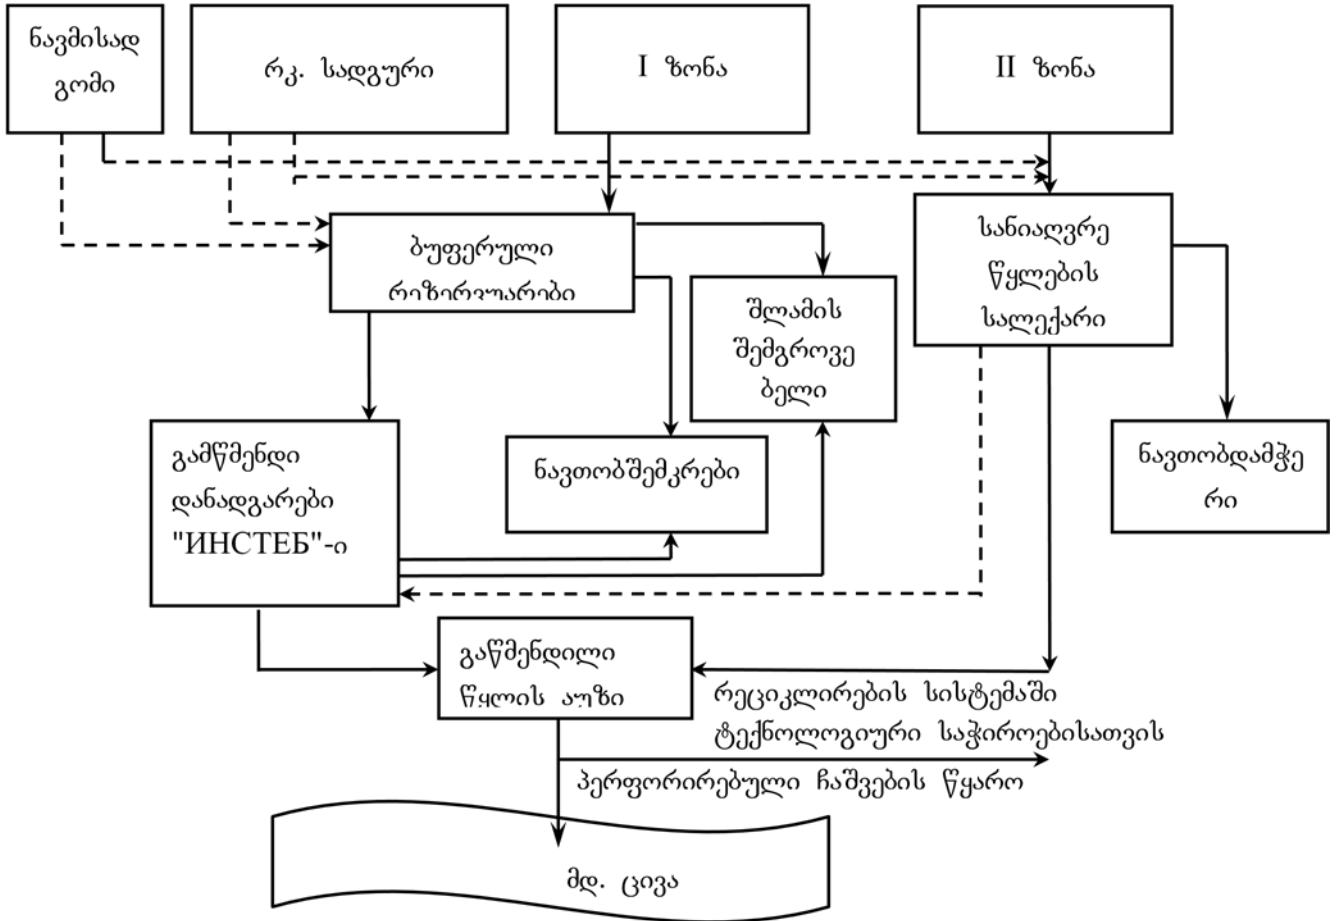 ნავმისად
გომი
რკ. სადგური
I ზონა
II ზონა
ბუფერული
რეზერვუარები
სანიაღვრე
წყლების
სალექარი
შლამის
შემგროვე
ბელი
გამწმენდი
დანადგარები
"ИНСТЕБ"-ი
ნავთობშემკრები
ნავთობდამჭე
რი
გაწმენდილი
წყლის აუზი
რეციკლირების სისტემაში
ტექნოლოგიური საჭიროებისათვის
პერფორირებული ჩაშვების წყარო
მდ. ცივა